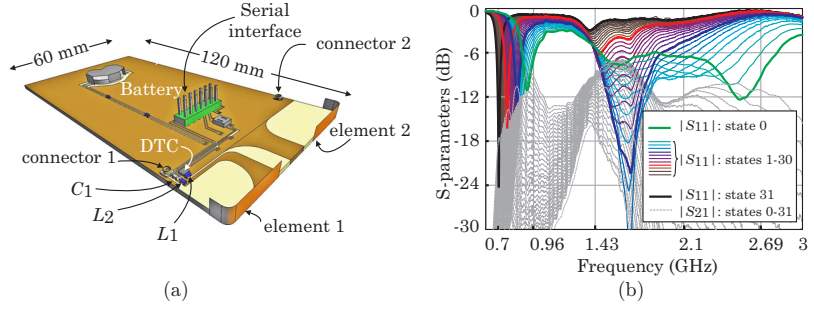 Serial
interface
60 mm
120 mm
connector 2
Battery
element 2
DTC
connector 1
C1
L2
L1
element 1
(a)
S-parameters (dB)
0
-6
-12
-18
-24
-30
|S11|: state 0
|S11|: states 1-30
|S11|: state 31
|S21|: states 0-31
0.7 0.96 1.43 2.1 2.69 3
Frequency (GHz)
(b)